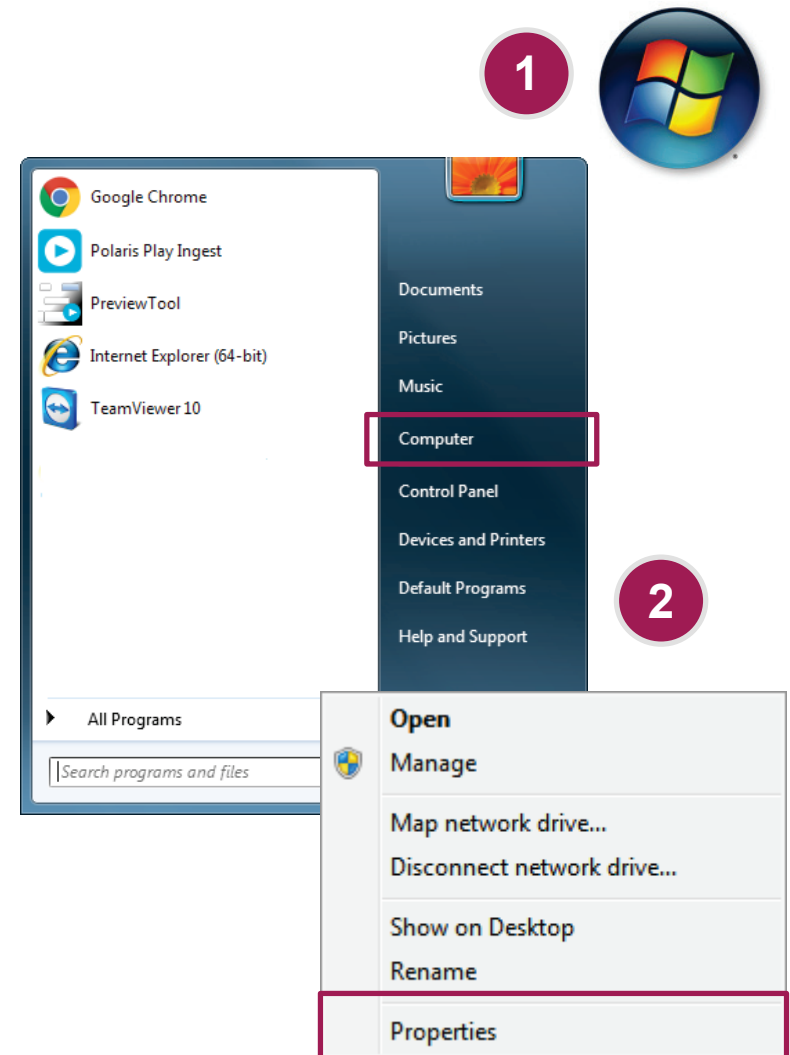 1
Google Chrome
Polaris Play Ingest
PreviewTool
Internet Explorer (64-bit)
TeamViewer 10
Documents
Pictures
Music
Computer
Control Panel
Devices and Printers
Default Programs
Help and Support
2
All Programs
Search programs and files
Open
Manage
Map network drive...
Disconnect network drive...
Show on Desktop
Rename
Properties